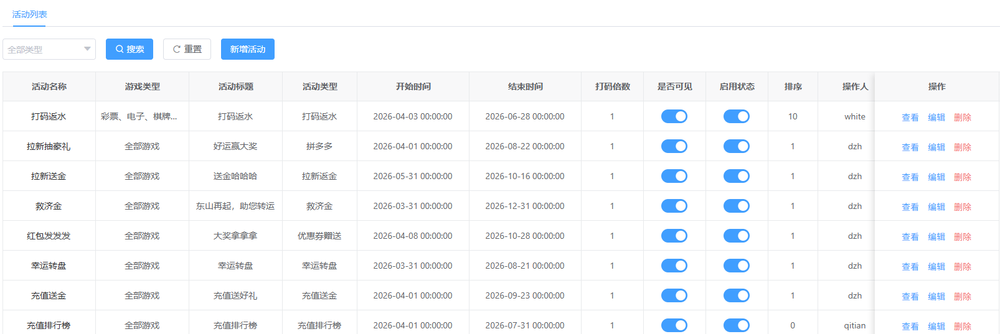 活动列表
全部类型 搜索 重置 新增活动
活动名称 游戏类型 活动标题 活动类型 开始时间 结束时间 打码倍数 是否可见 启用状态 排序 操作人 操作
打码返水 彩票、电子、棋牌... 打码返水 打码返水 2026-04-03 00:00:00 2026-06-28 00:00:00 1 10 white 查看 编辑 删除
拉新抽豪礼 全部游戏 好运赢大奖 拼多多 2026-04-01 00:00:00 2026-08-22 00:00:00 1 1 dzh 查看 编辑 删除
拉新送金 全部游戏 送金哈哈哈 拉新返金 2026-05-31 00:00:00 2026-10-16 00:00:00 1 1 dzh 查看 编辑 删除
救济金 全部游戏 东山再起，助您转运 救济金 2026-03-31 00:00:00 2026-12-31 00:00:00 1 1 dzh 查看 编辑 删除
红包发发发 全部游戏 大奖拿拿拿 优惠券赠送 2026-04-08 00:00:00 2026-10-28 00:00:00 1 1 dzh 查看 编辑 删除
幸运转盘 全部游戏 幸运转盘 幸运转盘 2026-03-31 00:00:00 2026-08-21 00:00:00 1 1 dzh 查看 编辑 删除
充值送金 全部游戏 充值送好礼 充值送金 2026-04-01 00:00:00 2026-09-23 00:00:00 1 1 dzh 查看 编辑 删除
充值排行榜 全部游戏 充值排行榜 充值排行榜 2026-04-01 00:00:00 2026-07-31 00:00:00 1 0 qitian 查看 编辑 删除